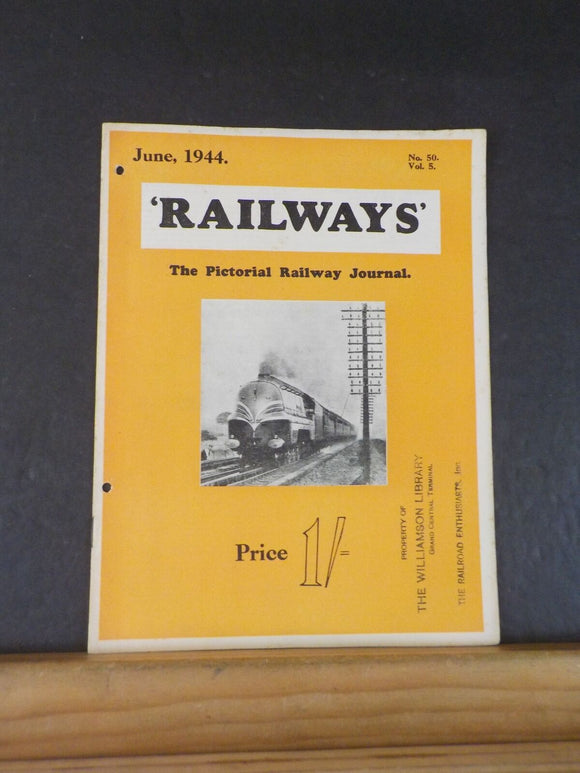 June, 1944.
No. 50.
Vol. 5.
'RAILWAYS'
The Pictorial Railway Journal.
Price 1/=
PROPERTY OF
THE WILLIAMSON LIBRARY
GRAND CENTRAL TERMINAL
THE RAILROAD ENTHUSIASTS, Inc.